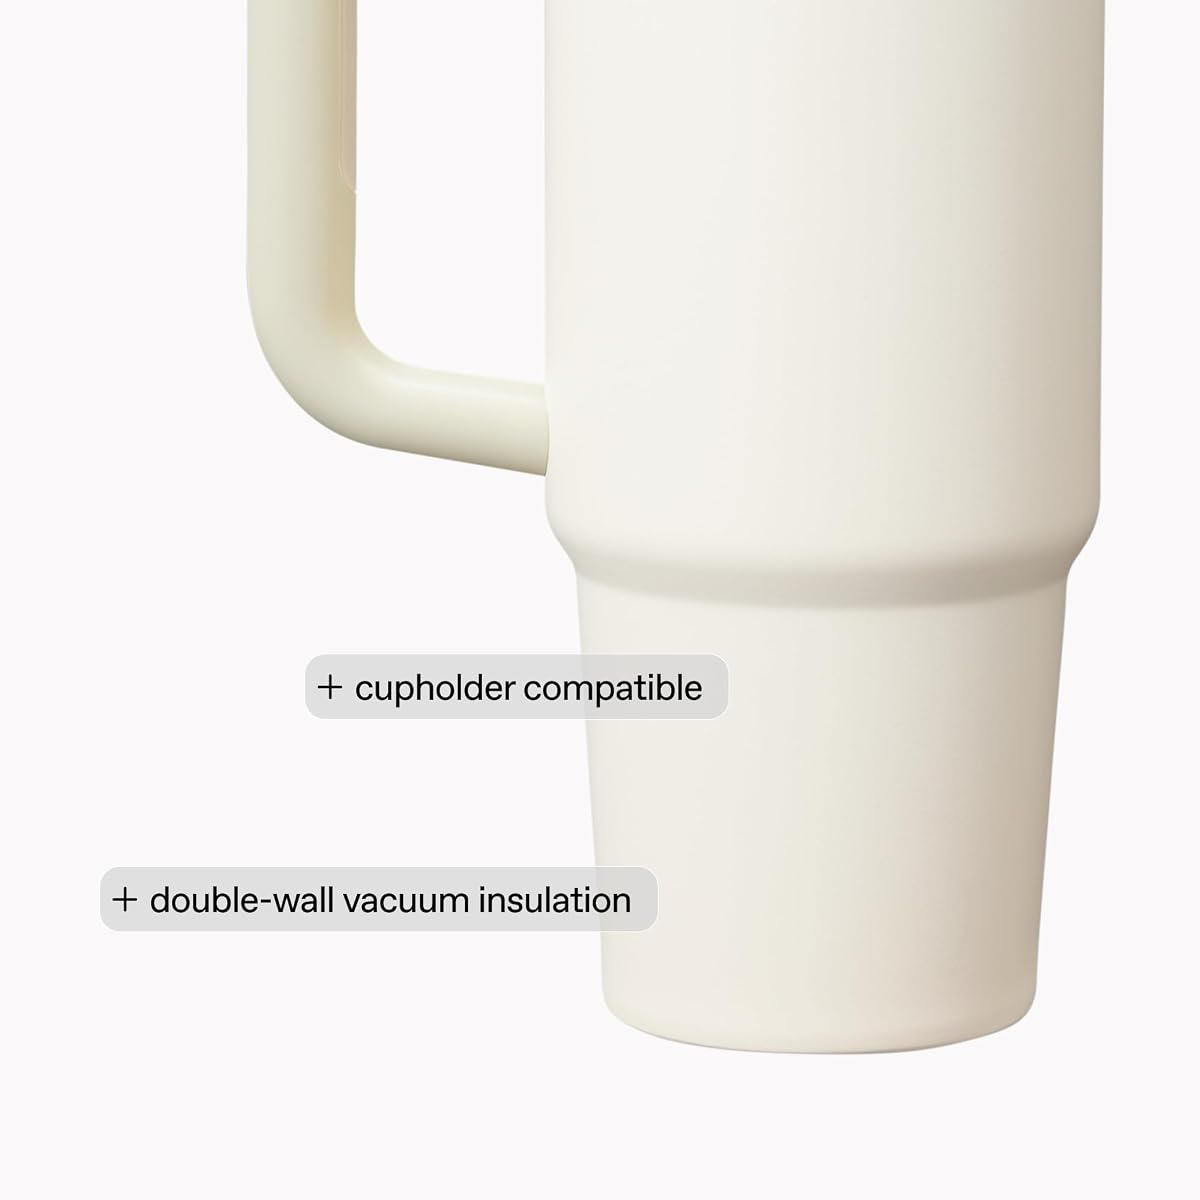 + cupholder compatible
+ double-wall vacuum insulation